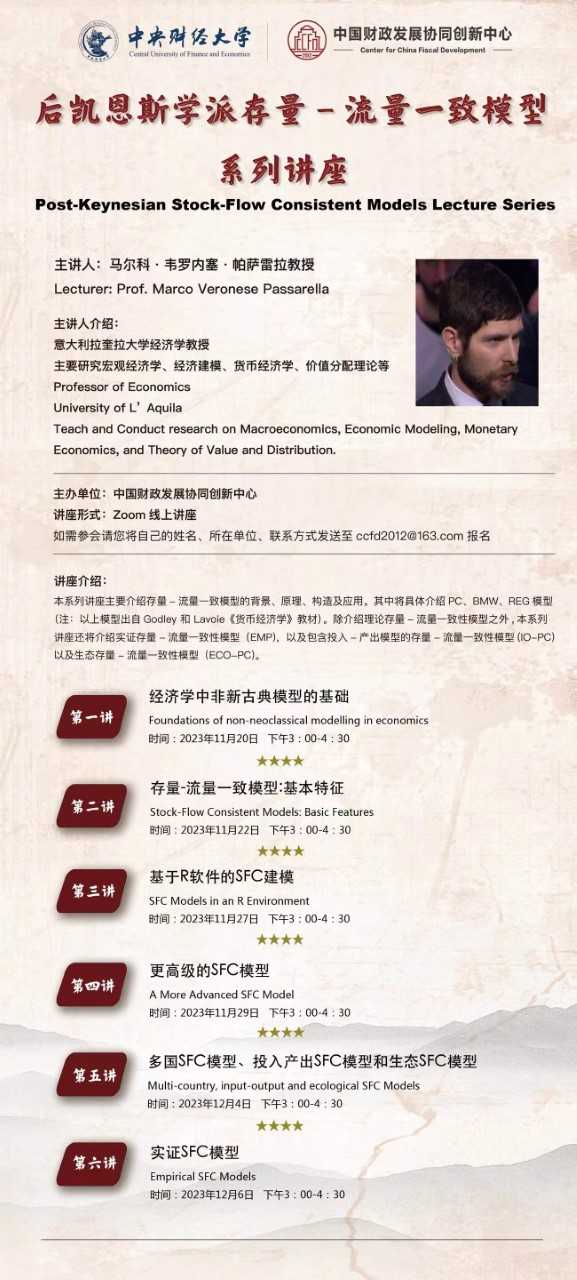 中央财经大学
Central University of Finance and Economics
中国财政发展协同创新中心
Center for China Fiscal Development
后凯恩斯学派存量-流量一致模型
系列讲座
Post-Keynesian Stock-Flow Consistent Models Lecture Series
主讲人：马尔科·韦罗内塞·帕萨雷拉教授
Lecturer: Prof. Marco Veronese Passarella
主讲人介绍：
意大利拉奎拉大学经济学教授
主要研究宏观经济学、经济建模、货币经济学、价值分配理论等
Professor of Economics
University of L' Aquila
Teach and Conduct research on Macroeconomics, Economic Modeling, Monetary
Economics, and Theory of Value and Distribution.
主办单位：中国财政发展协同创新中心
讲座形式：Zoom 线上讲座
如需参会请您将自己的姓名、所在单位、联系方式发送至 ccfd2012@163.com 报名
讲座介绍：
本系列讲座主要介绍存量–流量一致模型的背景、原理、构造及应用。其中将具体介绍 PC、BMW、REG 模型
（注：以上模型出自 Godley 和 Lavoie《货币经济学》教材）。除介绍理论存量–流量一致性模型之外，本系列
讲座还将介绍实证存量–流量一致性模型（EMP)，以及包含投入–产出模型的存量–流量一致性模型 (IO-PC)
以及生态存量–流量一致性模型（ECO-PC)。
第一讲
经济学中非新古典模型的基础
Foundations of non-neoclassical modelling in economics
时间：2023年11月20日 下午3：00-4：30
第二讲
存量-流量一致模型:基本特征
Stock-Flow Consistent Models: Basic Features
时间：2023年11月22日 下午3：00-4：30
第三讲
基于R软件的SFC建模
SFC Models in an R Environment
时间：2023年11月27日 下午3：00-4：30
第四讲
更高级的SFC模型
A More Advanced SFC Model
时间：2023年11月29日 下午3：00-4：30
第五讲
多国SFC模型、投入产出SFC模型和生态SFC模型
Multi-country, input-output and ecological SFC Models
时间：2023年12月4日 下午3：00-4：30
第六讲
实证SFC模型
Empirical SFC Models
时间：2023年12月6日 下午3：00-4：30